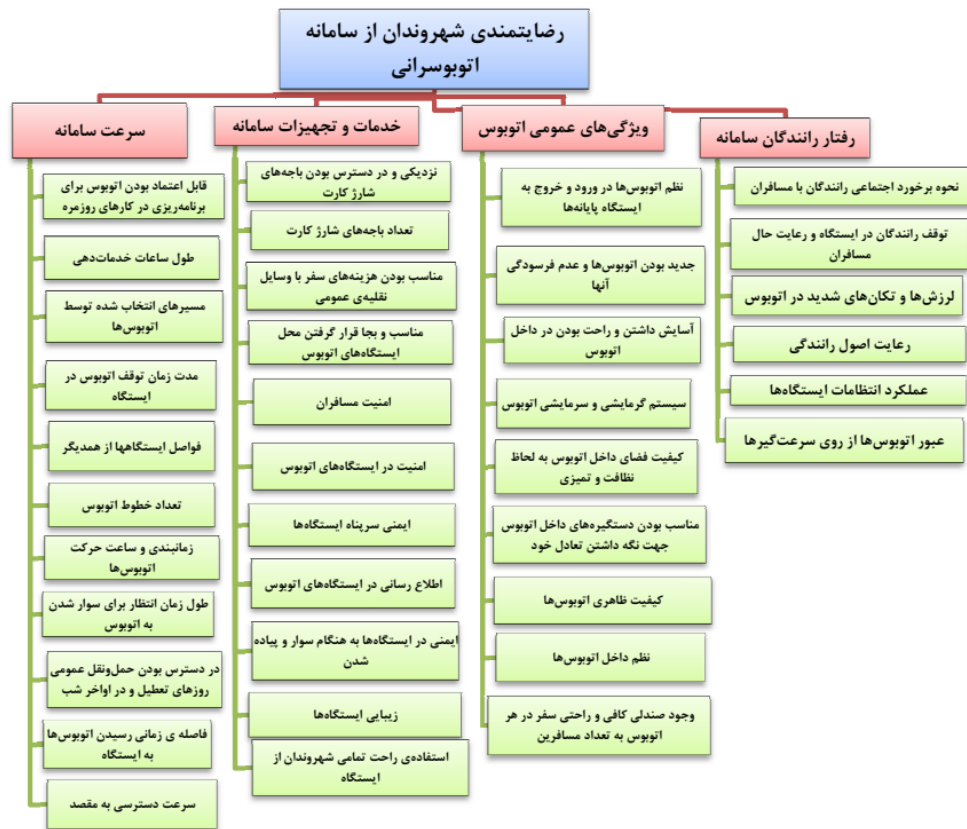 رضایتمندی شهروندان از سامانه
اتوبوسرانی
رفتار رانندگان سامانه
نحوه برخورد اجتماعی رانندگان با مسافران
توقف رانندگان در ایستگاه و رعایت حال
مسافران
لرزش‌ها و تکان‌های شدید در اتوبوس
رعایت اصول رانندگی
عملکرد انتظامات ایستگاه‌ها
عبور اتوبوس‌ها از روی سرعت‌گیرها
ویژگی‌های عمومی اتوبوس
نظم اتوبوس‌ها در ورود و خروج به
ایستگاه پایانه‌ها
جدید بودن اتوبوس‌ها و عدم فرسودگی
آنها
آسایش داشتن و راحت بودن در داخل
اتوبوس
سیستم گرمایشی و سرمایشی اتوبوس
کیفیت فضای داخل اتوبوس به لحاظ
نظافت و تمیزی
مناسب بودن دستگیره‌های داخل اتوبوس
جهت نگه داشتن تعادل خود
کیفیت ظاهری اتوبوس‌ها
نظم داخل اتوبوس‌ها
وجود صندلی کافی و راحتی سفر در هر
اتوبوس به تعداد مسافرین
خدمات و تجهیزات سامانه
نزدیکی و در دسترس بودن باجه‌های
شارژ کارت
تعداد باجه‌های شارژ کارت
مناسب بودن هزینه‌های سفر با وسایل
نقلیه‌ی عمومی
مناسب و بجا قرار گرفتن محل
ایستگاه‌های اتوبوس
امنیت مسافران
امنیت در ایستگاه‌های اتوبوس
ایمنی سرپناه ایستگاه‌ها
اطلاع رسانی در ایستگاه‌های اتوبوس
ایمنی در ایستگاه‌ها به هنگام سوار و پیاده
شدن
زیبایی ایستگاه‌ها
استفاده‌ی راحت تمامی شهروندان از
ایستگاه
سرعت سامانه
قابل اعتماد بودن اتوبوس برای
برنامه‌ریزی در کارهای روزمره
طول ساعات خدمات‌دهی
مسیرهای انتخاب شده توسط
اتوبوس‌ها
مدت زمان توقف اتوبوس در
ایستگاه
فواصل ایستگاهها از همدیگر
تعداد خطوط اتوبوس
زمانبندی و ساعت حرکت
اتوبوس‌ها
طول زمان انتظار برای سوار شدن
به اتوبوس
در دسترس بودن حمل‌ونقل عمومی
روزهای تعطیل و در اواخر شب
فاصله ی زمانی رسیدن اتوبوس‌ها
به ایستگاه
سرعت دسترسی به مقصد